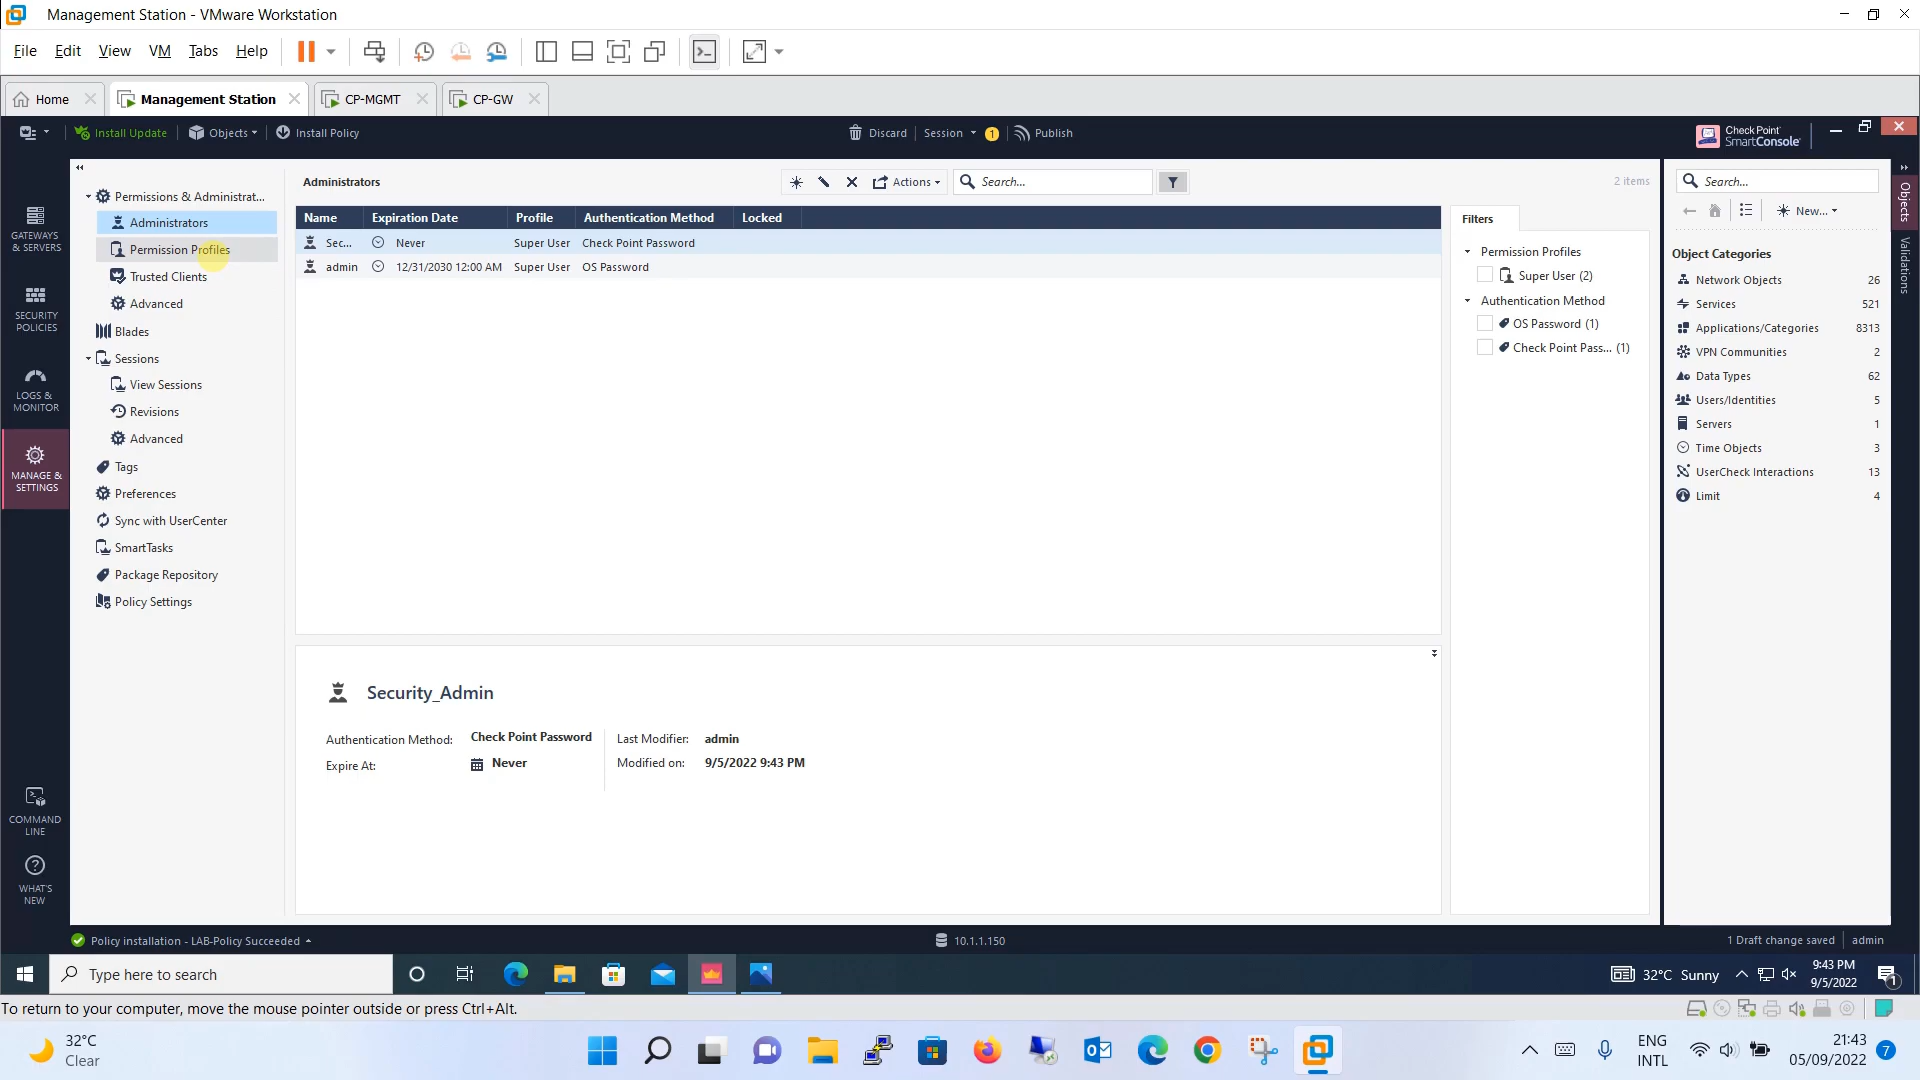 Management Station - VMware Workstation
File Edit View VM Tabs Help
Home Management Station CP-MGMT CP-GW
Install Update Objects Install Policy Discard Session 1 Publish Check Point SmartConsole
GATEWAYS & SERVERS
SECURITY POLICIES
LOGS & MONITOR
MANAGE & SETTINGS
COMMAND LINE
WHAT'S NEW
Permissions & Administrat...
Administrators
Permission Profiles
Trusted Clients
Advanced
Blades
Sessions
View Sessions
Revisions
Advanced
Tags
Preferences
Sync with UserCenter
SmartTasks
Package Repository
Policy Settings
Administrators Actions Search... 2 items
Name Expiration Date Profile Authentication Method Locked
Sec... Never Super User Check Point Password
admin 12/31/2030 12:00 AM Super User OS Password
Security_Admin
Authentication Method: Check Point Password Last Modifier: admin
Expire At: Never Modified on: 9/5/2022 9:43 PM
Filters
Permission Profiles
Super User (2)
Authentication Method
OS Password (1)
Check Point Pass... (1)
Search...
New...
Object Categories
Network Objects 26
Services 521
Applications/Categories 8313
VPN Communities 2
Data Types 62
Users/Identities 5
Servers 1
Time Objects 3
UserCheck Interactions 13
Limit 4
Objects
Validations
Policy installation - LAB-Policy Succeeded 10.1.1.150 1 Draft change saved admin
Type here to search 32°C Sunny 9:43 PM
9/5/2022 1
To return to your computer, move the mouse pointer outside or press Ctrl+Alt.
32°C
Clear
ENG
INTL
21:43
05/09/2022 7